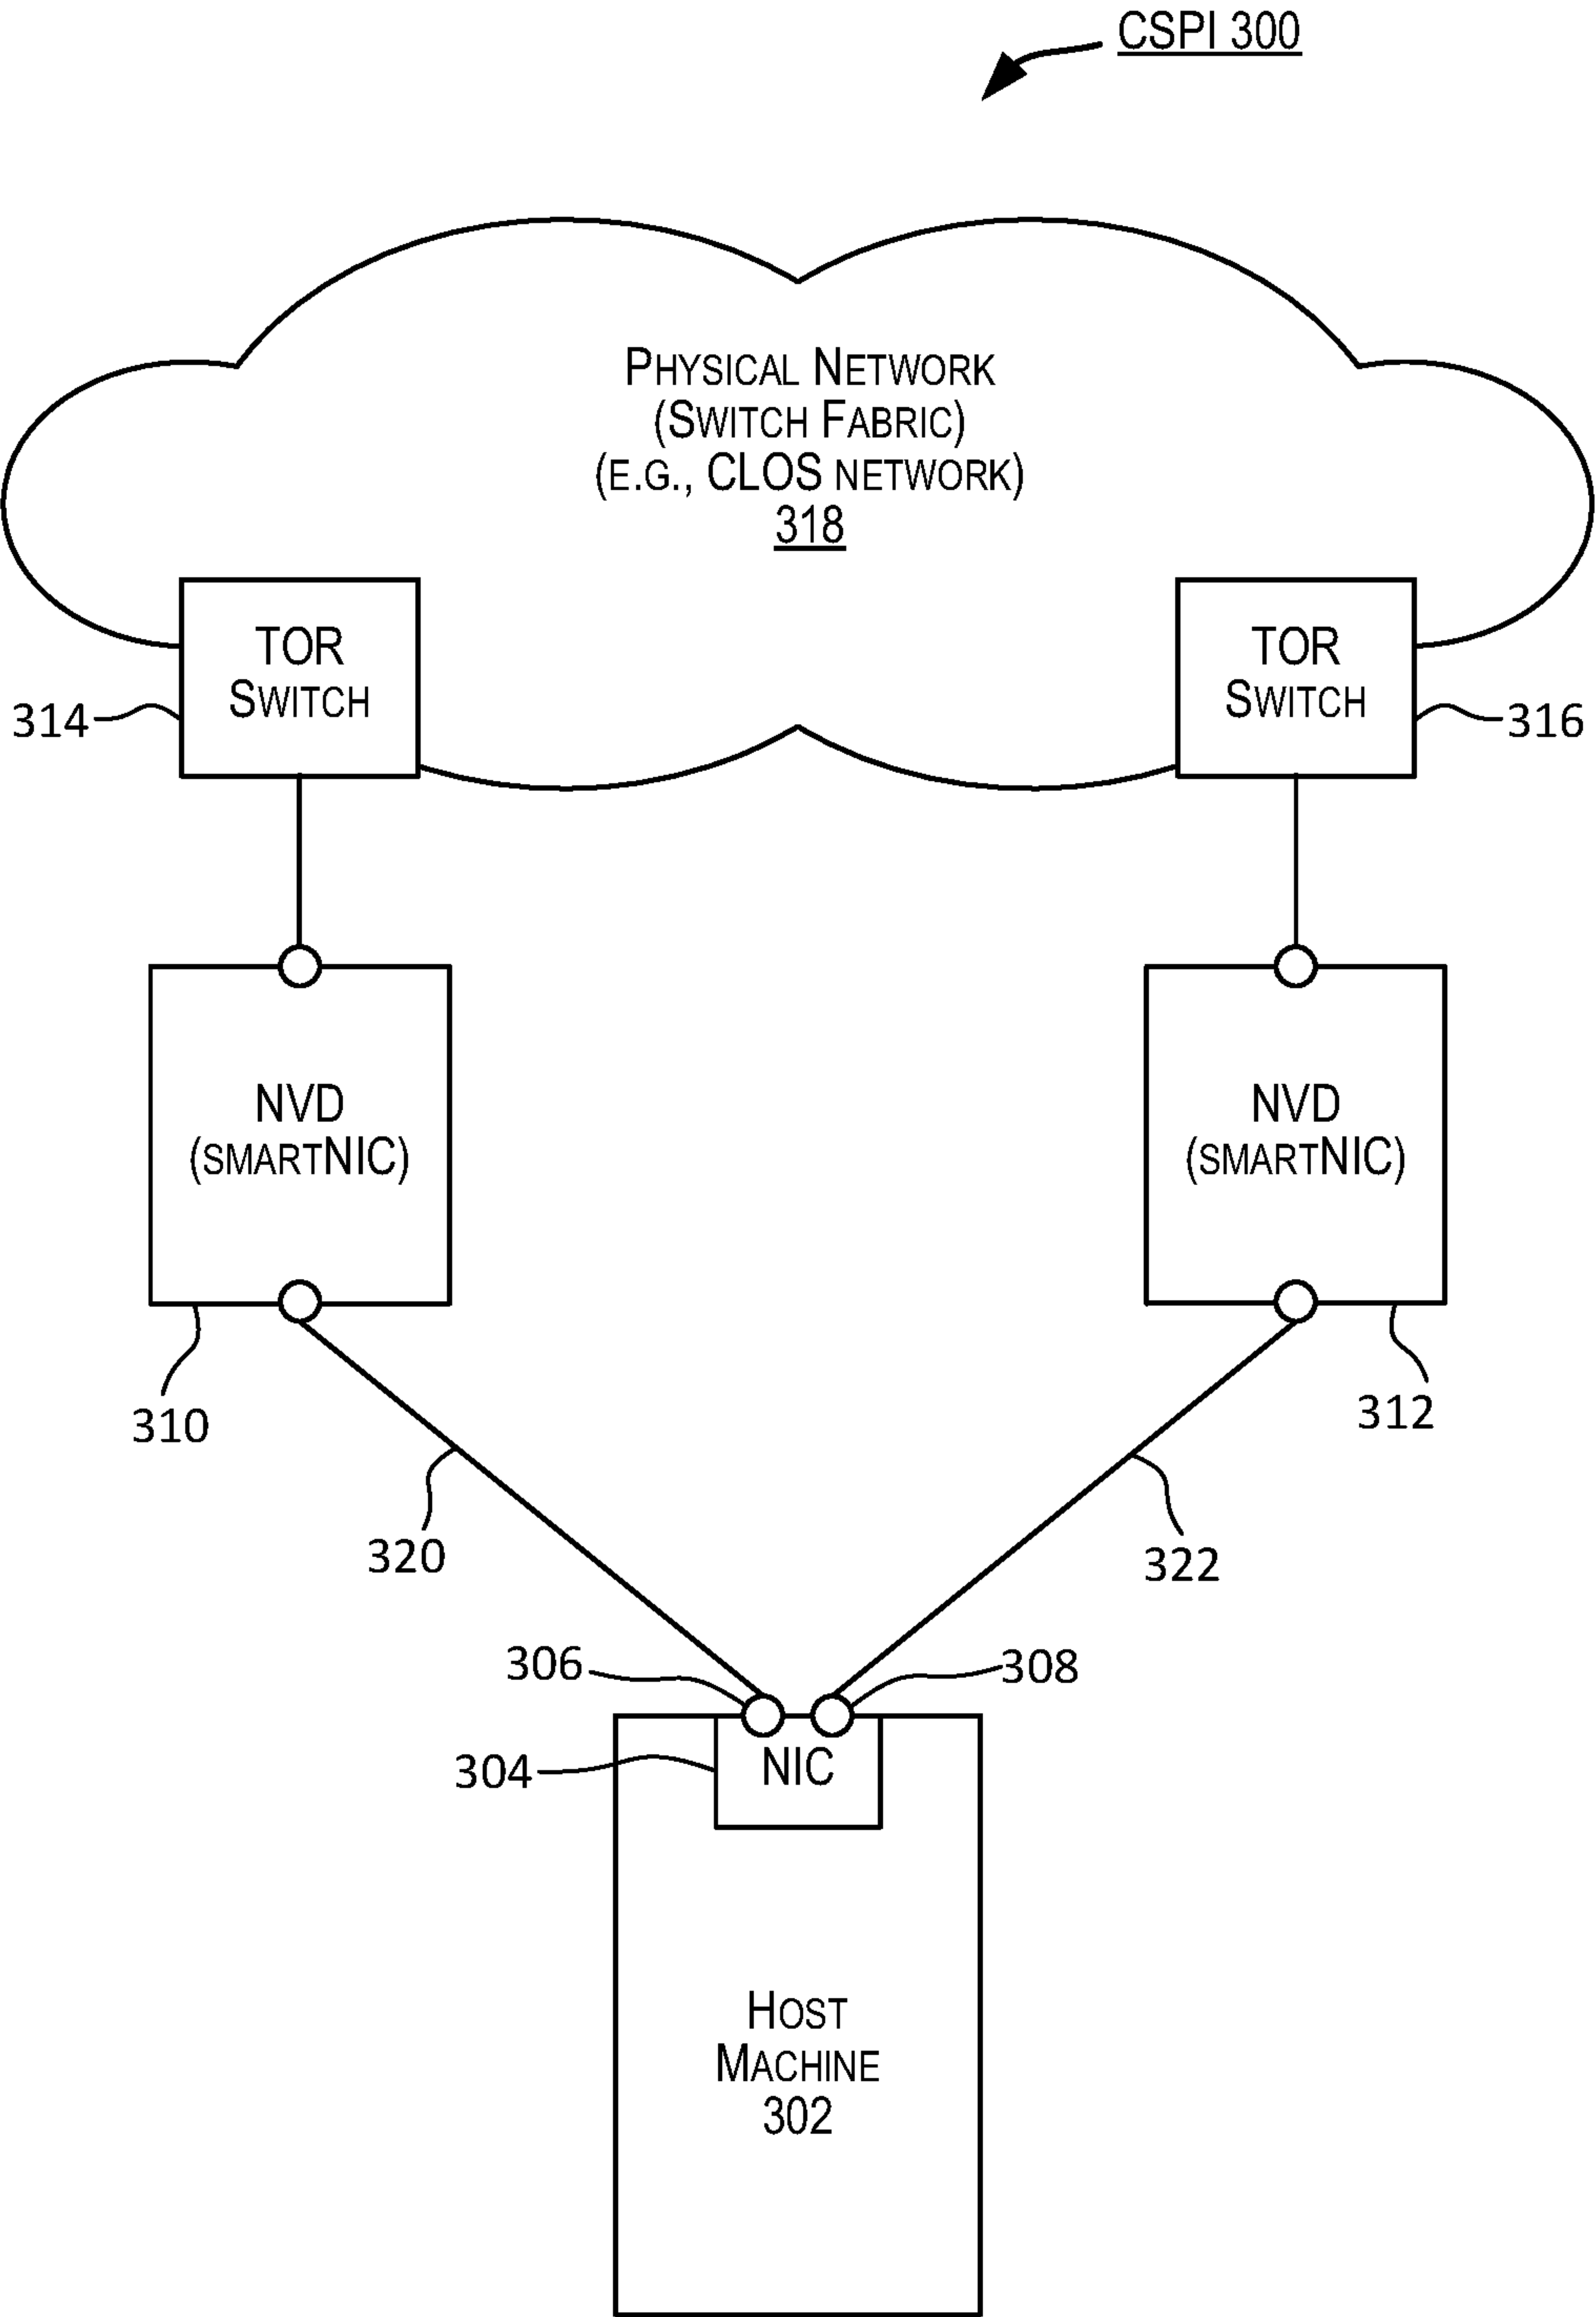 CSPI 300
PHYSICAL NETWORK
(SWITCH FABRIC)
(E.G., CLOS NETWORK)
318
TOR
SWITCH
314
TOR
SWITCH
316
NVD
(SMARTNIC)
310
NVD
(SMARTNIC)
312
320
322
306
308
304
NIC
HOST
MACHINE
302